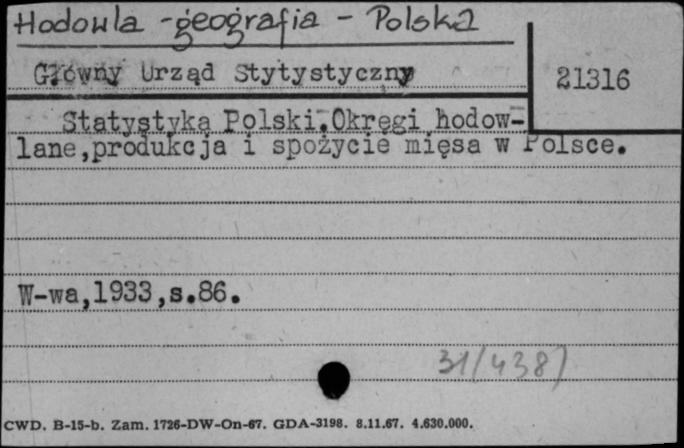 Hodowla - geografia - Polska
Główny Urząd Stytystyczny
21316
Statystyka Polski.Okręgi hodow-
lane,produkcja i spożycie mięsa w Polsce.
W-wa,1933,s.86.
31/438)
CWD. B-15-b. Zam. 1726-DW-On-67. GDA-3198. 8.11.67. 4.630.000.